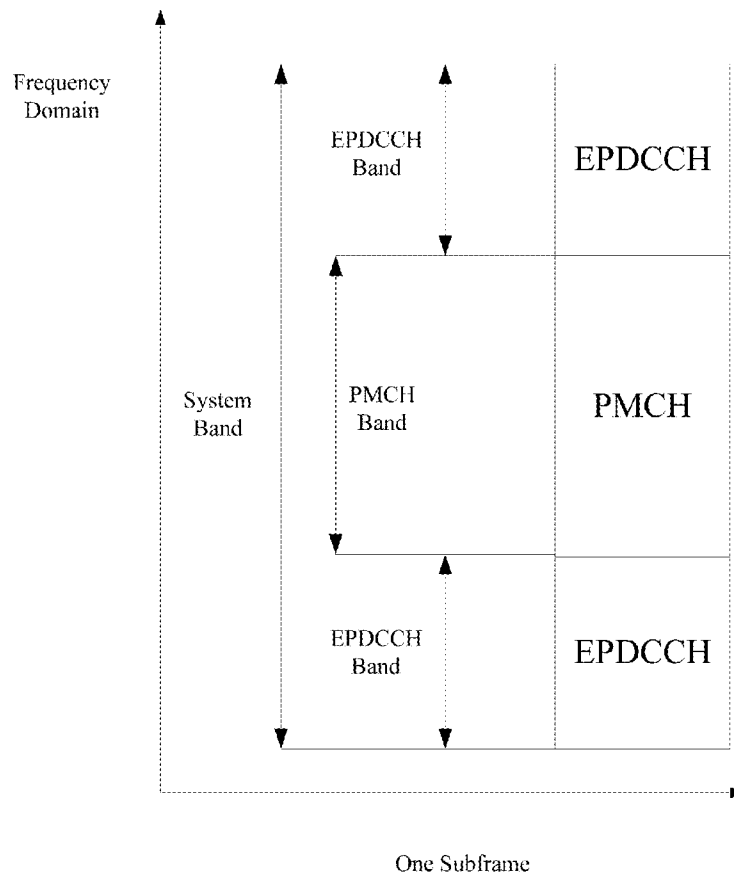 Frequency
Domain
EPDCCH
Band
EPDCCH
System
Band
PMCH
Band
PMCH
EPDCCH
Band
EPDCCH
One Subframe